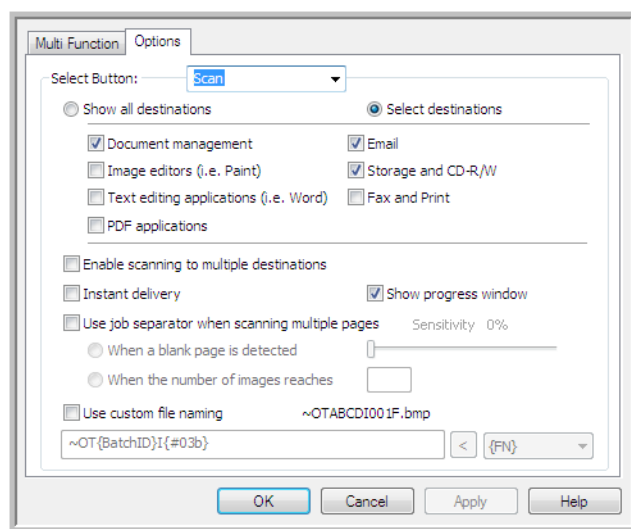 Multi Function Options
Select Button: Scan
Show all destinations Select destinations
Document management Email
Image editors (i.e. Paint) Storage and CD-R/W
Text editing applications (i.e. Word) Fax and Print
PDF applications
Enable scanning to multiple destinations
Instant delivery Show progress window
Use job separator when scanning multiple pages Sensitivity 0%
When a blank page is detected
When the number of images reaches
Use custom file naming ~OTABCDI001F.bmp
~OT{BatchID}I{#03b} < {FN}
OK Cancel Apply Help